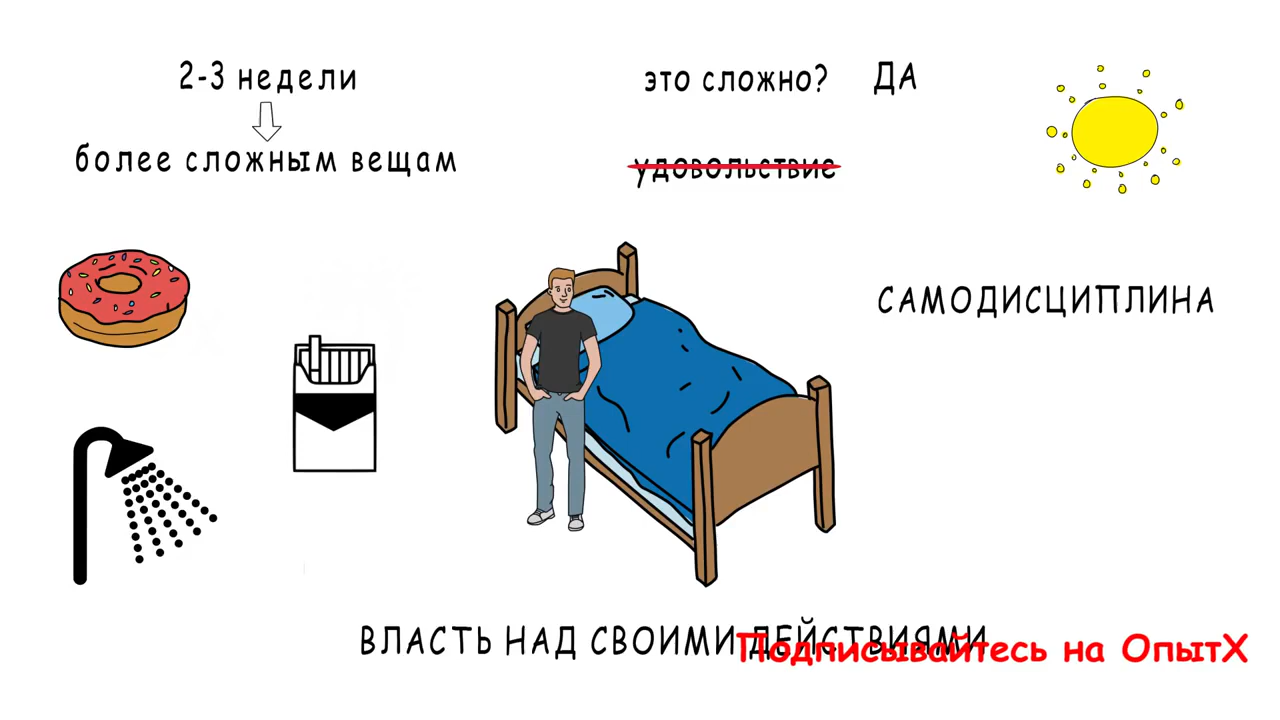 2-3 недели
более сложным вещам
это сложно? ДА
удовольствие
САМОДИСЦИПЛИНА
ВЛАСТЬ НАД СВОИМИ ДЕЙСТВИЯМИ
Подписывайтесь на ОпытХ